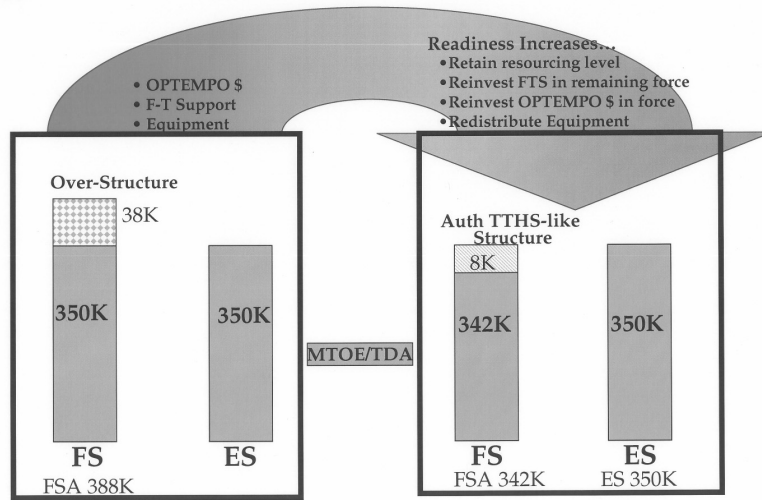 • OPTEMPO $
• F-T Support
• Equipment
Readiness Increases...
•Retain resourcing level
•Reinvest FTS in remaining force
•Reinvest OPTEMPO $ in force
•Redistribute Equipment
Over-Structure
38K
350K
350K
FS
ES
FSA 388K
MTOE/TDA
Auth TTHS-like
Structure
8K
342K
350K
FS
ES
FSA 342K
ES 350K